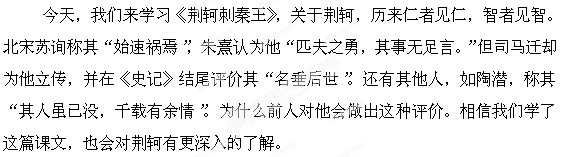 今天，我们来学习《荆轲刺秦王》，关于荆轲，历来仁者见仁，智者见智。
北宋苏询称其“始速祸焉”，朱熹认为他“匹夫之勇，其事无足言。”但司马迁却
为他立传，并在《史记》结尾评价其“名垂后世”。还有其他人，如陶潜，称其
“其人虽已没，千载有余情”。为什么前人对他会做出这种评价。相信我们学了
这篇课文，也会对荆轲有更深入的了解。